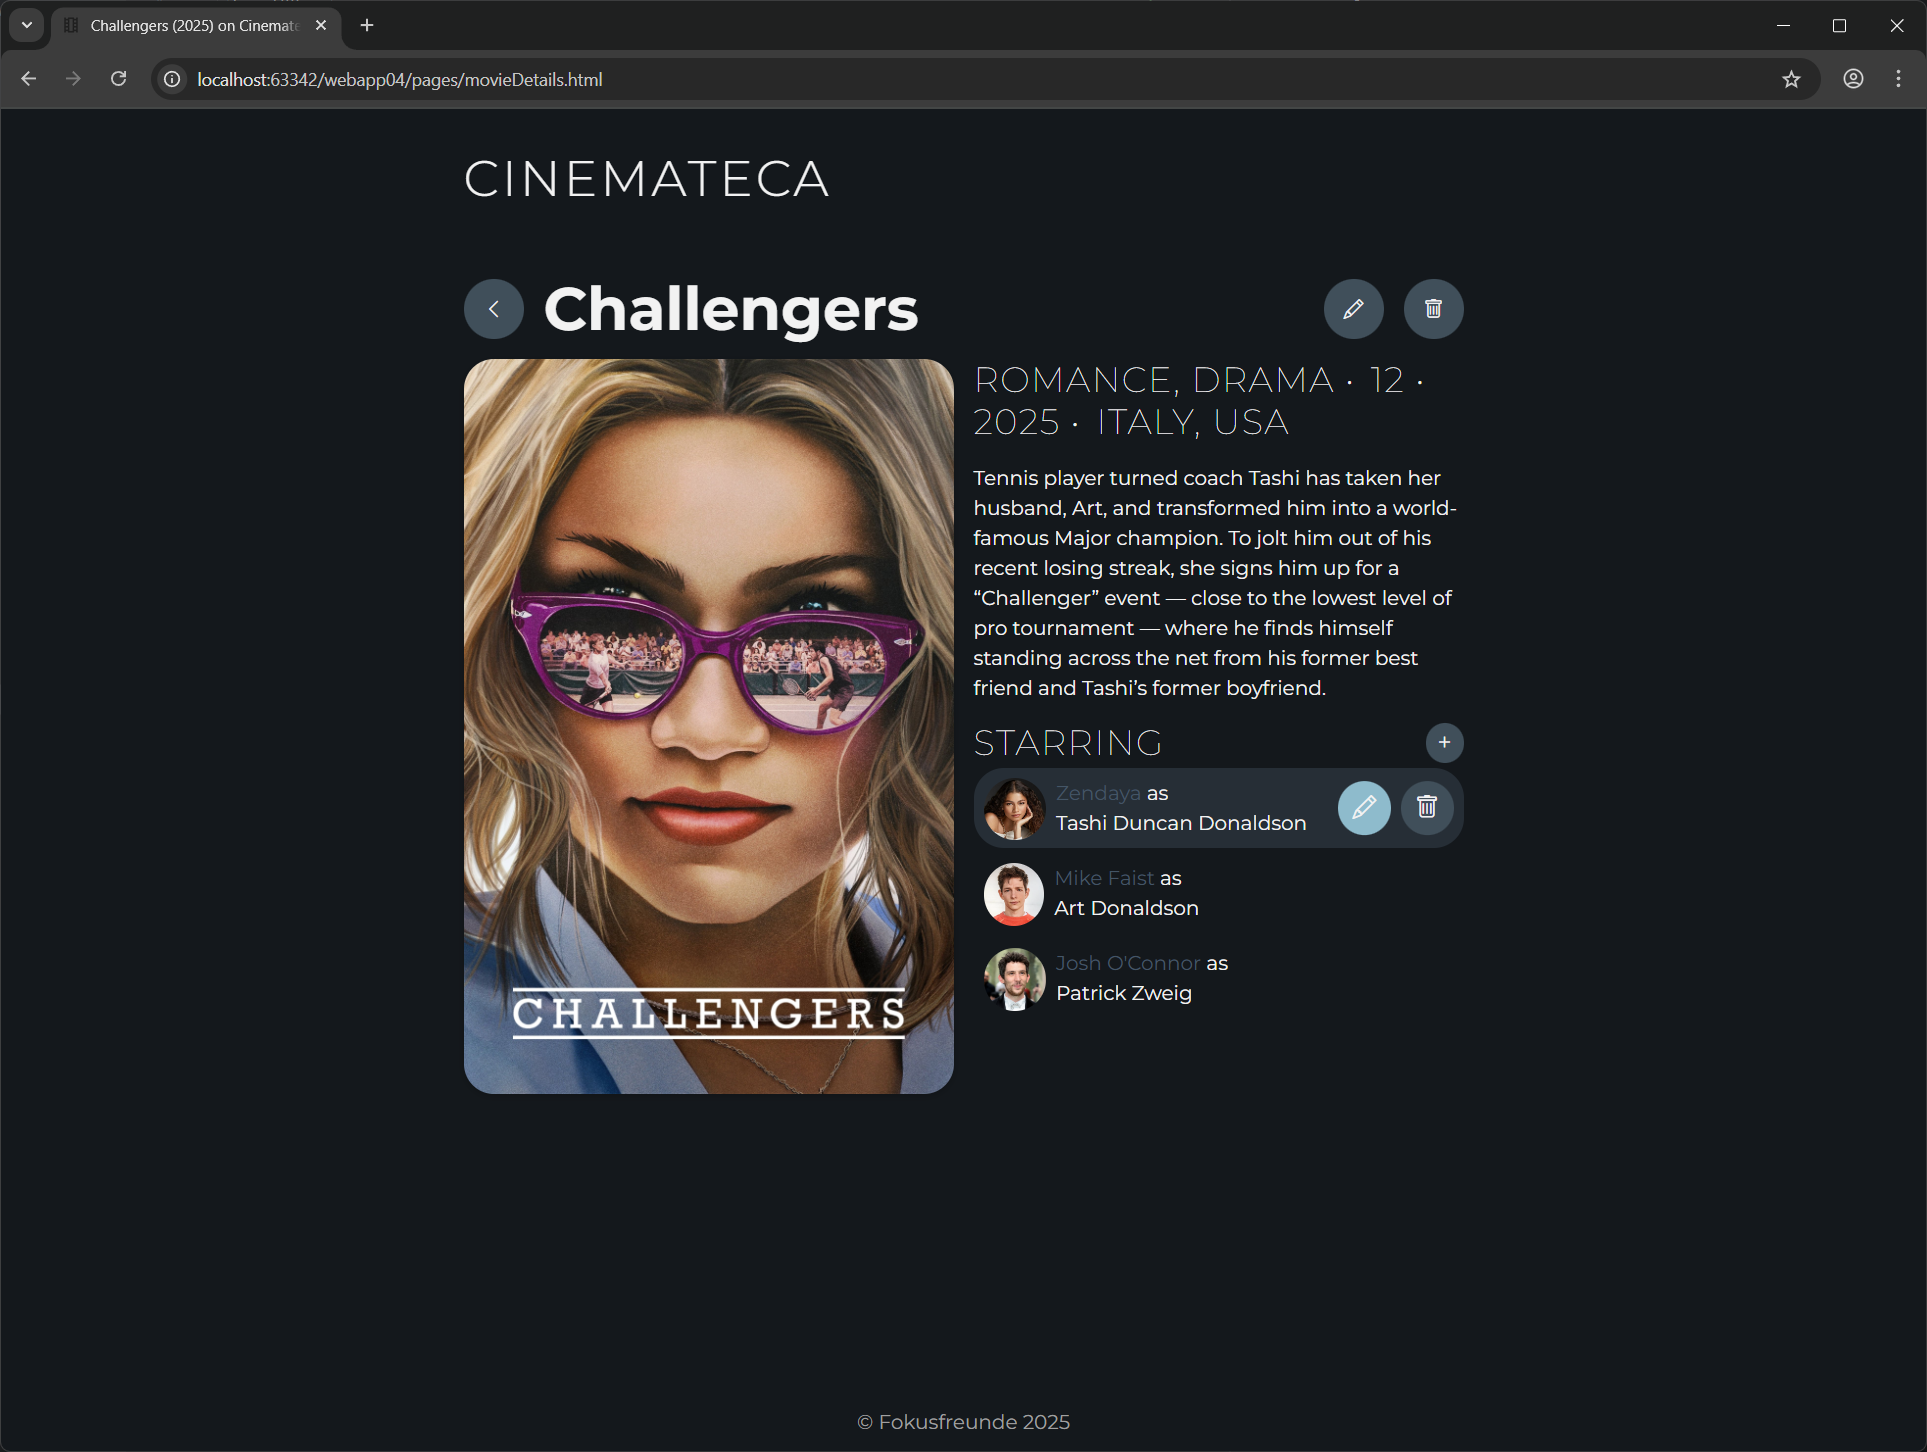 Challengers (2025) on Cinemate
localhost:63342/webapp04/pages/movieDetails.html
CINEMATECA
Challengers
ROMANCE, DRAMA · 12 ·
2025 · ITALY, USA
Tennis player turned coach Tashi has taken her
husband, Art, and transformed him into a world-
famous Major champion. To jolt him out of his
recent losing streak, she signs him up for a
“Challenger” event — close to the lowest level of
pro tournament — where he finds himself
standing across the net from his former best
friend and Tashi’s former boyfriend.
STARRING
Zendaya as
Tashi Duncan Donaldson
Mike Faist as
Art Donaldson
Josh O'Connor as
Patrick Zweig
CHALLENGERS
© Fokusfreunde 2025